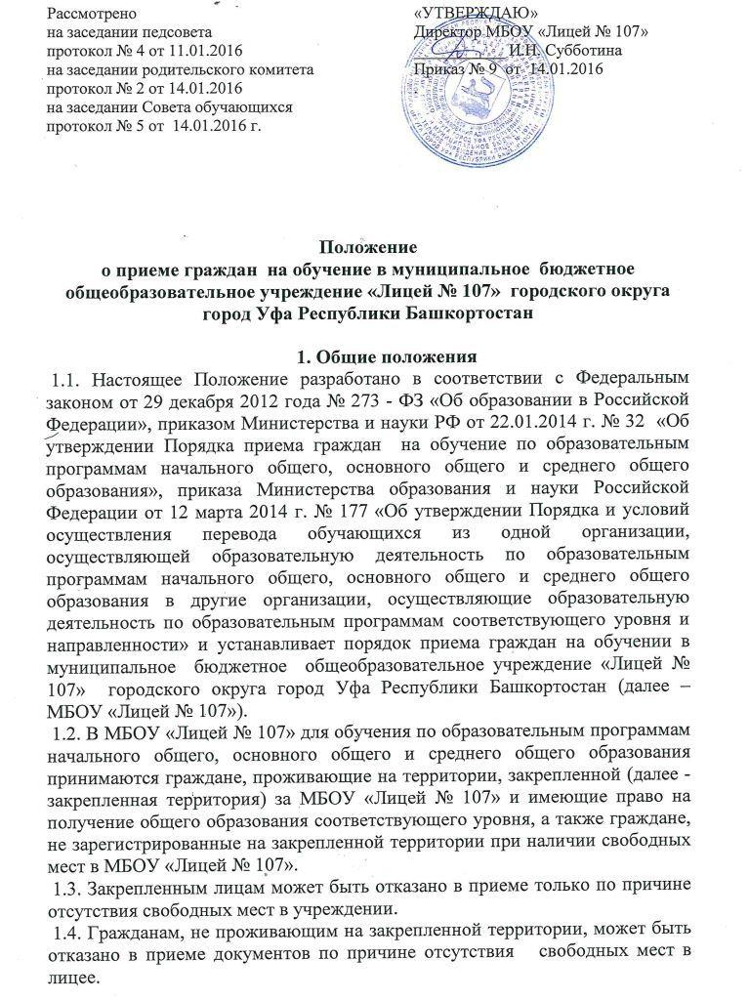 Рассмотрено
на заседании педсовета
протокол № 4 от 11.01.2016
на заседании родительского комитета
протокол № 2 от 14.01.2016
на заседании Совета обучающихся
протокол № 5 от  14.01.2016 г.
«УТВЕРЖДАЮ»
Директор МБОУ «Лицей № 107»
И.Н. Субботина
Приказ № 9  от  14.01.2016
Положение
о приеме граждан  на обучение в муниципальное  бюджетное
общеобразовательное учреждение «Лицей № 107»  городского округа
город Уфа Республики Башкортостан
1. Общие положения
1.1. Настоящее Положение разработано в соответствии с Федеральным
законом от 29 декабря 2012 года № 273 - ФЗ «Об образовании в Российской
Федерации», приказом Министерства и науки РФ от 22.01.2014 г. № 32  «Об
утверждении Порядка приема граждан  на обучение по образовательным
программам начального общего, основного общего и среднего общего
образования», приказа Министерства образования и науки Российской
Федерации от 12 марта 2014 г. № 177 «Об утверждении Порядка и условий
осуществления перевода обучающихся из одной организации,
осуществляющей образовательную деятельность по образовательным
программам начального общего, основного общего и среднего общего
образования в другие организации, осуществляющие образовательную
деятельность по образовательным программам соответствующего уровня и
направленности» и устанавливает порядок приема граждан на обучении в
муниципальное  бюджетное  общеобразовательное учреждение «Лицей №
107»  городского округа город Уфа Республики Башкортостан (далее –
МБОУ «Лицей № 107»).
1.2. В МБОУ «Лицей № 107» для обучения по образовательным программам
начального общего, основного общего и среднего общего образования
принимаются граждане, проживающие на территории, закрепленной (далее -
закрепленная территория) за МБОУ «Лицей № 107» и имеющие право на
получение общего образования соответствующего уровня, а также граждане,
не зарегистрированные на закрепленной территории при наличии свободных
мест в МБОУ «Лицей № 107».
1.3. Закрепленным лицам может быть отказано в приеме только по причине
отсутствия свободных мест в учреждении.
1.4. Гражданам, не проживающим на закрепленной территории, может быть
отказано в приеме документов по причине отсутствия   свободных мест в
лицее.